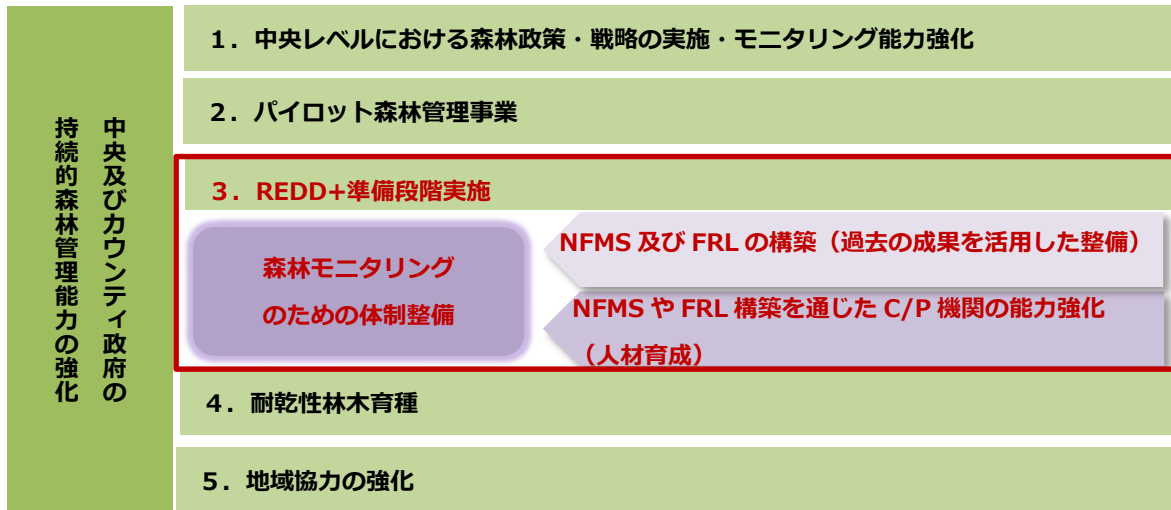 中央及びカウンティ政府の
持続的森林管理能力の強化
1．中央レベルにおける森林政策・戦略の実施・モニタリング能力強化
2．パイロット森林管理事業
3．REDD+準備段階実施
森林モニタリング
のための体制整備
NFMS 及び FRL の構築（過去の成果を活用した整備）
NFMS や FRL 構築を通じた C/P 機関の能力強化
（人材育成）
4．耐乾性林木育種
5．地域協力の強化